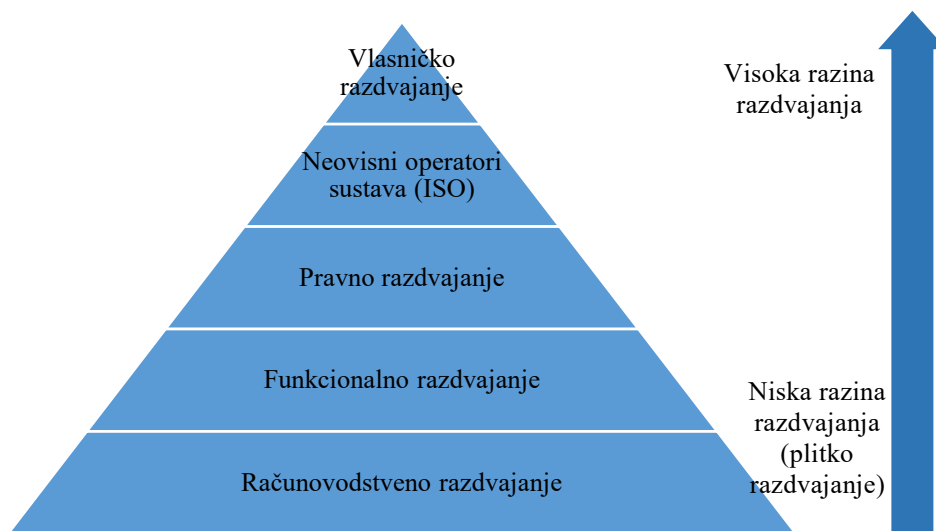 Vlasničko
razdvajanje
Neovisni operatori
sustava (ISO)
Pravno razdvajanje
Funkcionalno razdvajanje
Računovodstveno razdvajanje
Visoka razina
razdvajanja
Niska razina
razdvajanja
(plitko
razdvajanje)